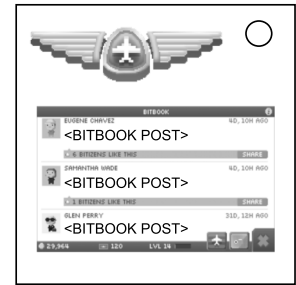 BITBOOK
EUGENE CHAVEZ 4D, 10H AGO
<BITBOOK POST>
6 BITIZENS LIKE THIS SHARE
SAMANTHA WADE 4D, 10H AGO
<BITBOOK POST>
1 BITIZENS LIKE THIS SHARE
GLEN PERRY 31D, 12H AGO
<BITBOOK POST>
29,964 120 LVL 14